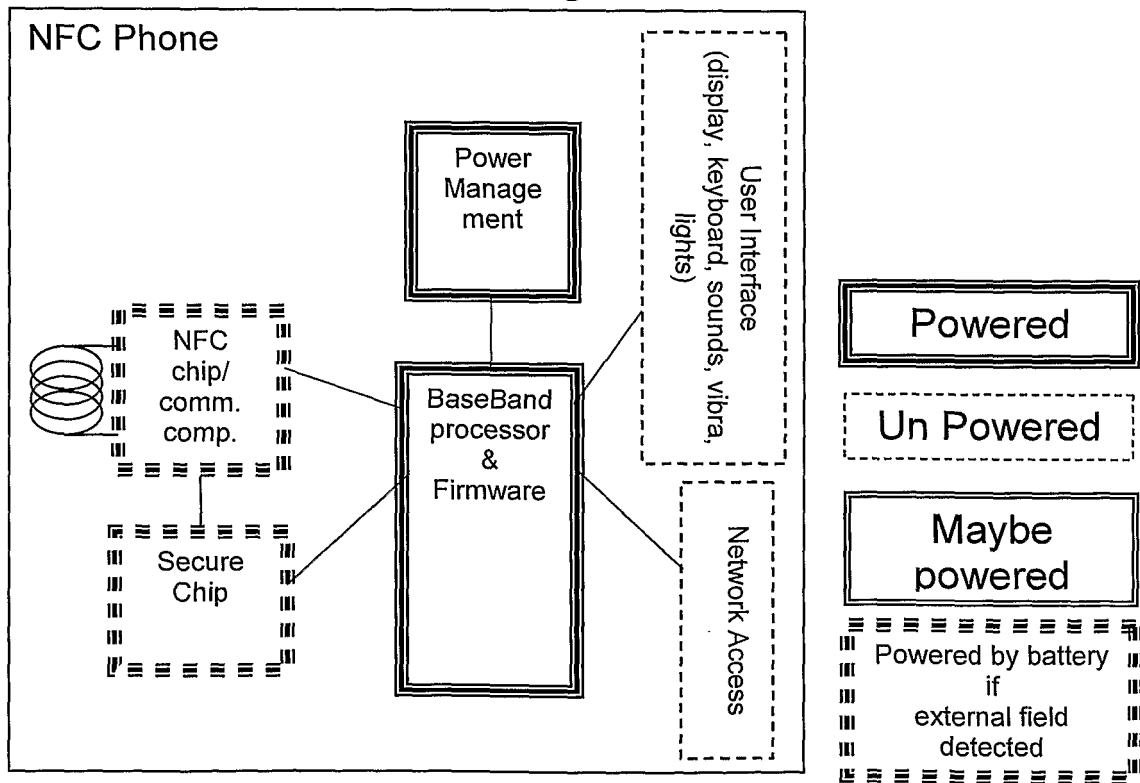 NFC Phone
Power
Manage
ment
User Interface
(display, keyboard, sounds, vibra,
lights)
NFC
chip/
comm.
comp.
BaseBand
processor
&
Firmware
Secure
Chip
Network Access
Powered
Un Powered
Maybe
powered
Powered by battery
if
external field
detected